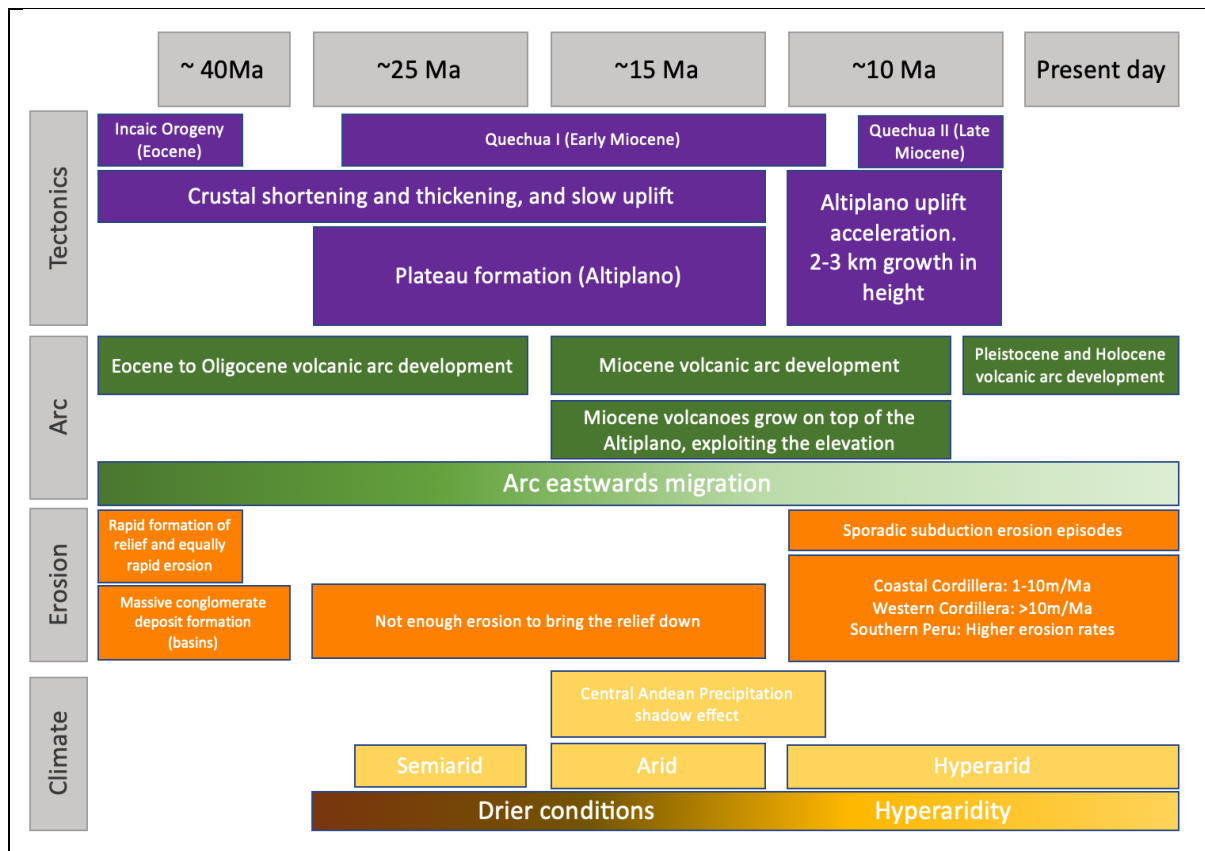 ~ 40Ma
~25 Ma
~15 Ma
~10 Ma
Present day
Tectonics
Incaic Orogeny
(Eocene)
Quechua I (Early Miocene)
Quechua II (Late
Miocene)
Crustal shortening and thickening, and slow uplift
Plateau formation (Altiplano)
Altiplano uplift
acceleration.
2-3 km growth in
height
Arc
Eocene to Oligocene volcanic arc development
Miocene volcanic arc development
Pleistocene and Holocene
volcanic arc development
Miocene volcanoes grow on top of the
Altiplano, exploiting the elevation
Arc eastwards migration
Erosion
Rapid formation of
relief and equally
rapid erosion
Massive conglomerate
deposit formation
(basins)
Not enough erosion to bring the relief down
Sporadic subduction erosion episodes
Coastal Cordillera: 1-10m/Ma
Western Cordillera: >10m/Ma
Southern Peru: Higher erosion rates
Climate
Central Andean Precipitation
shadow effect
Semiarid
Arid
Hyperarid
Drier conditions
Hyperaridity